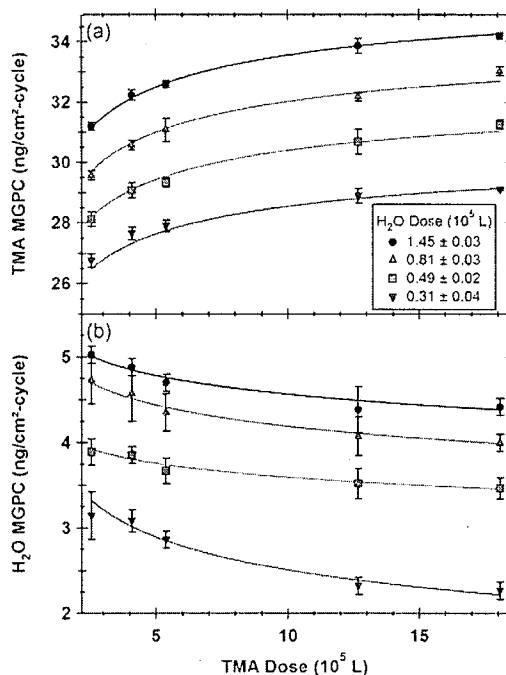 (a)
34
32
30
28
26
TMA MGPC (ng/cm²-cycle)
H₂O Dose (10⁵ L)
1.45 ± 0.03
0.81 ± 0.03
0.49 ± 0.02
0.31 ± 0.04
(b)
5
4
3
2
H₂O MGPC (ng/cm²-cycle)
5
10
15
TMA Dose (10⁵ L)